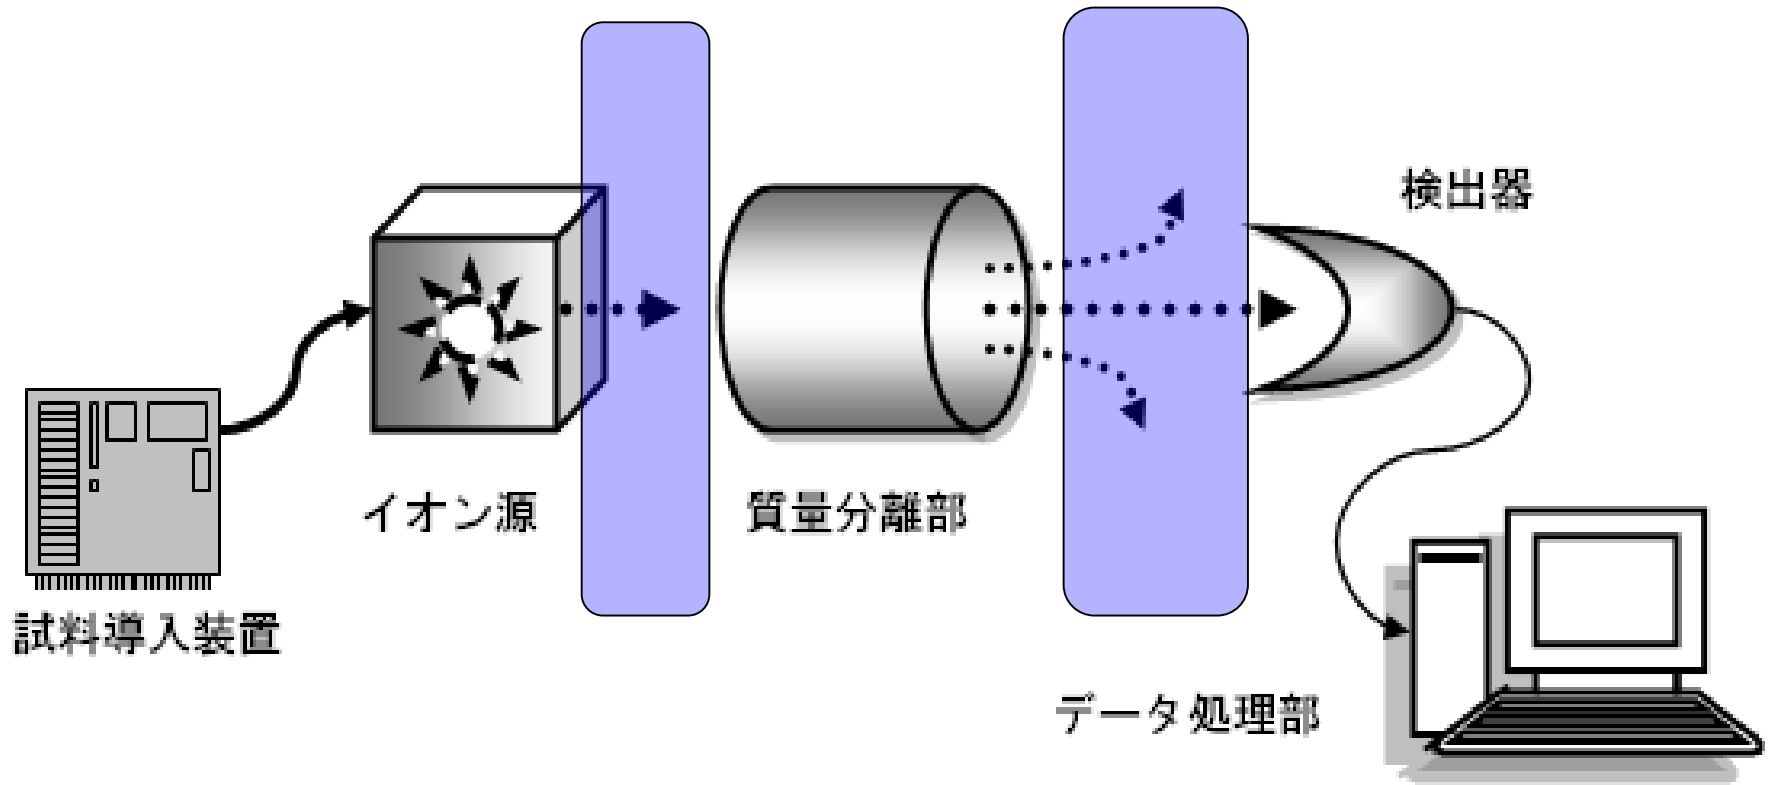 試料導入装置
イオン源
質量分離部
検出器
データ処理部